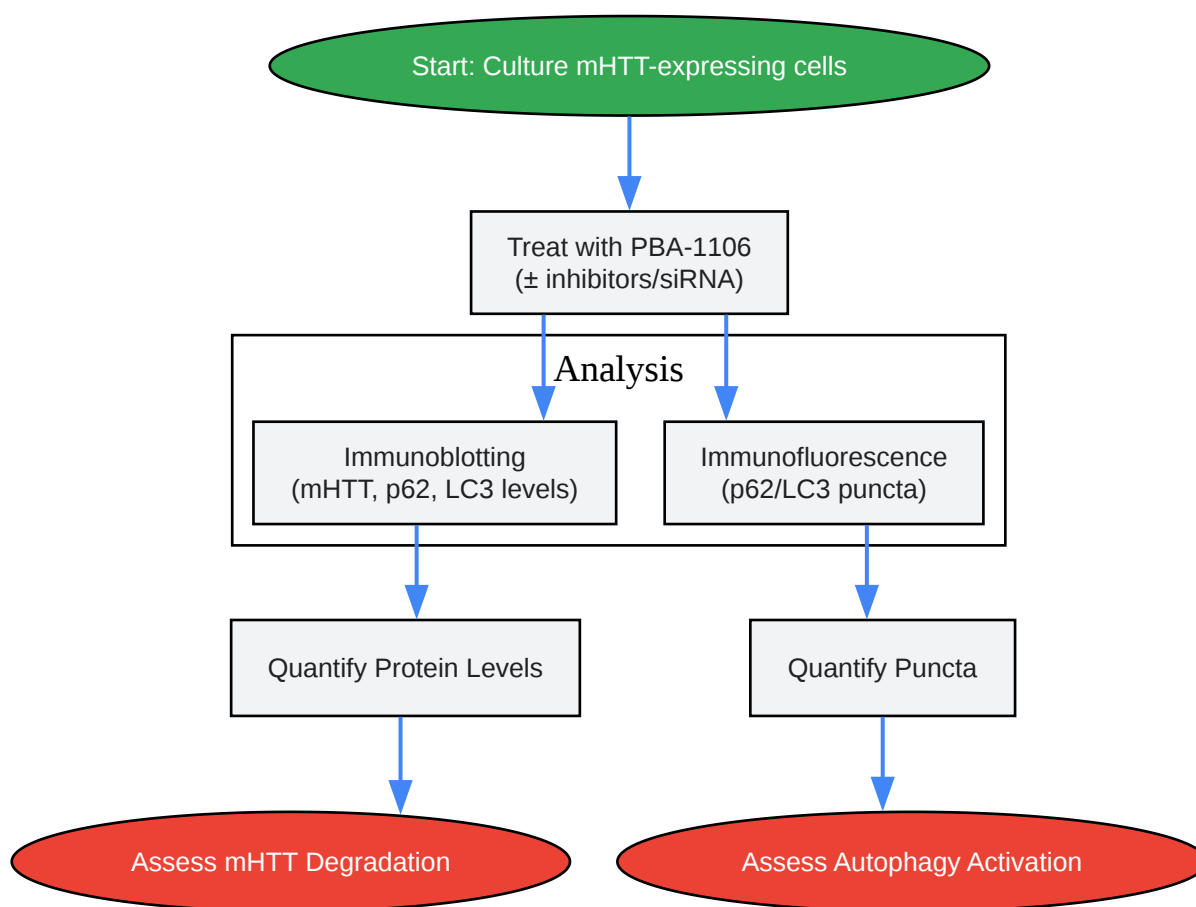 Start: Culture mHTT-expressing cells
Treat with PBA-1106
(± inhibitors/siRNA)
Analysis
Immunoblotting
(mHTT, p62, LC3 levels)
Immunofluorescence
(p62/LC3 puncta)
Quantify Protein Levels
Quantify Puncta
Assess mHTT Degradation
Assess Autophagy Activation